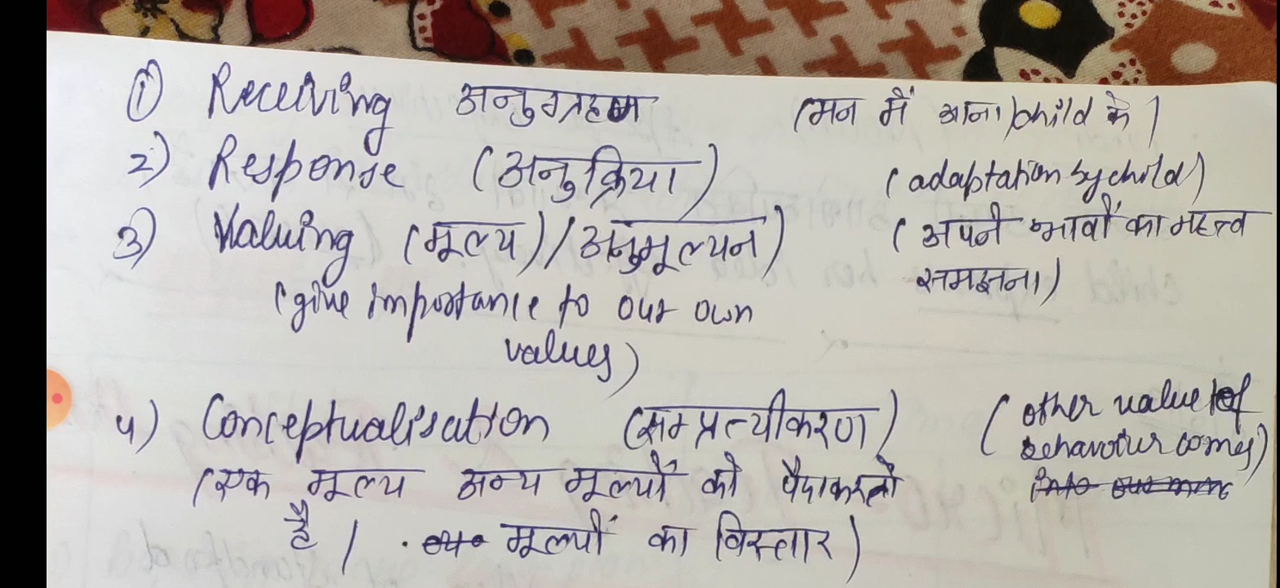 ① Receiving अनुग्रहण (मन में आना/child के)
2) Response (अनुक्रिया) (adaptation by child)
3) Valuing (मूल्य)/(अनुमूल्यन) (अपनी भावों का महत्व
समझना)
(give importance to our own
values)
4) Conceptualisation (सम्प्रत्यीकरण) (other value of
behaviour comes)
(एक मूल्य अन्य मूल्यों को पैदा करता
है / मूल्यों का विस्तार)